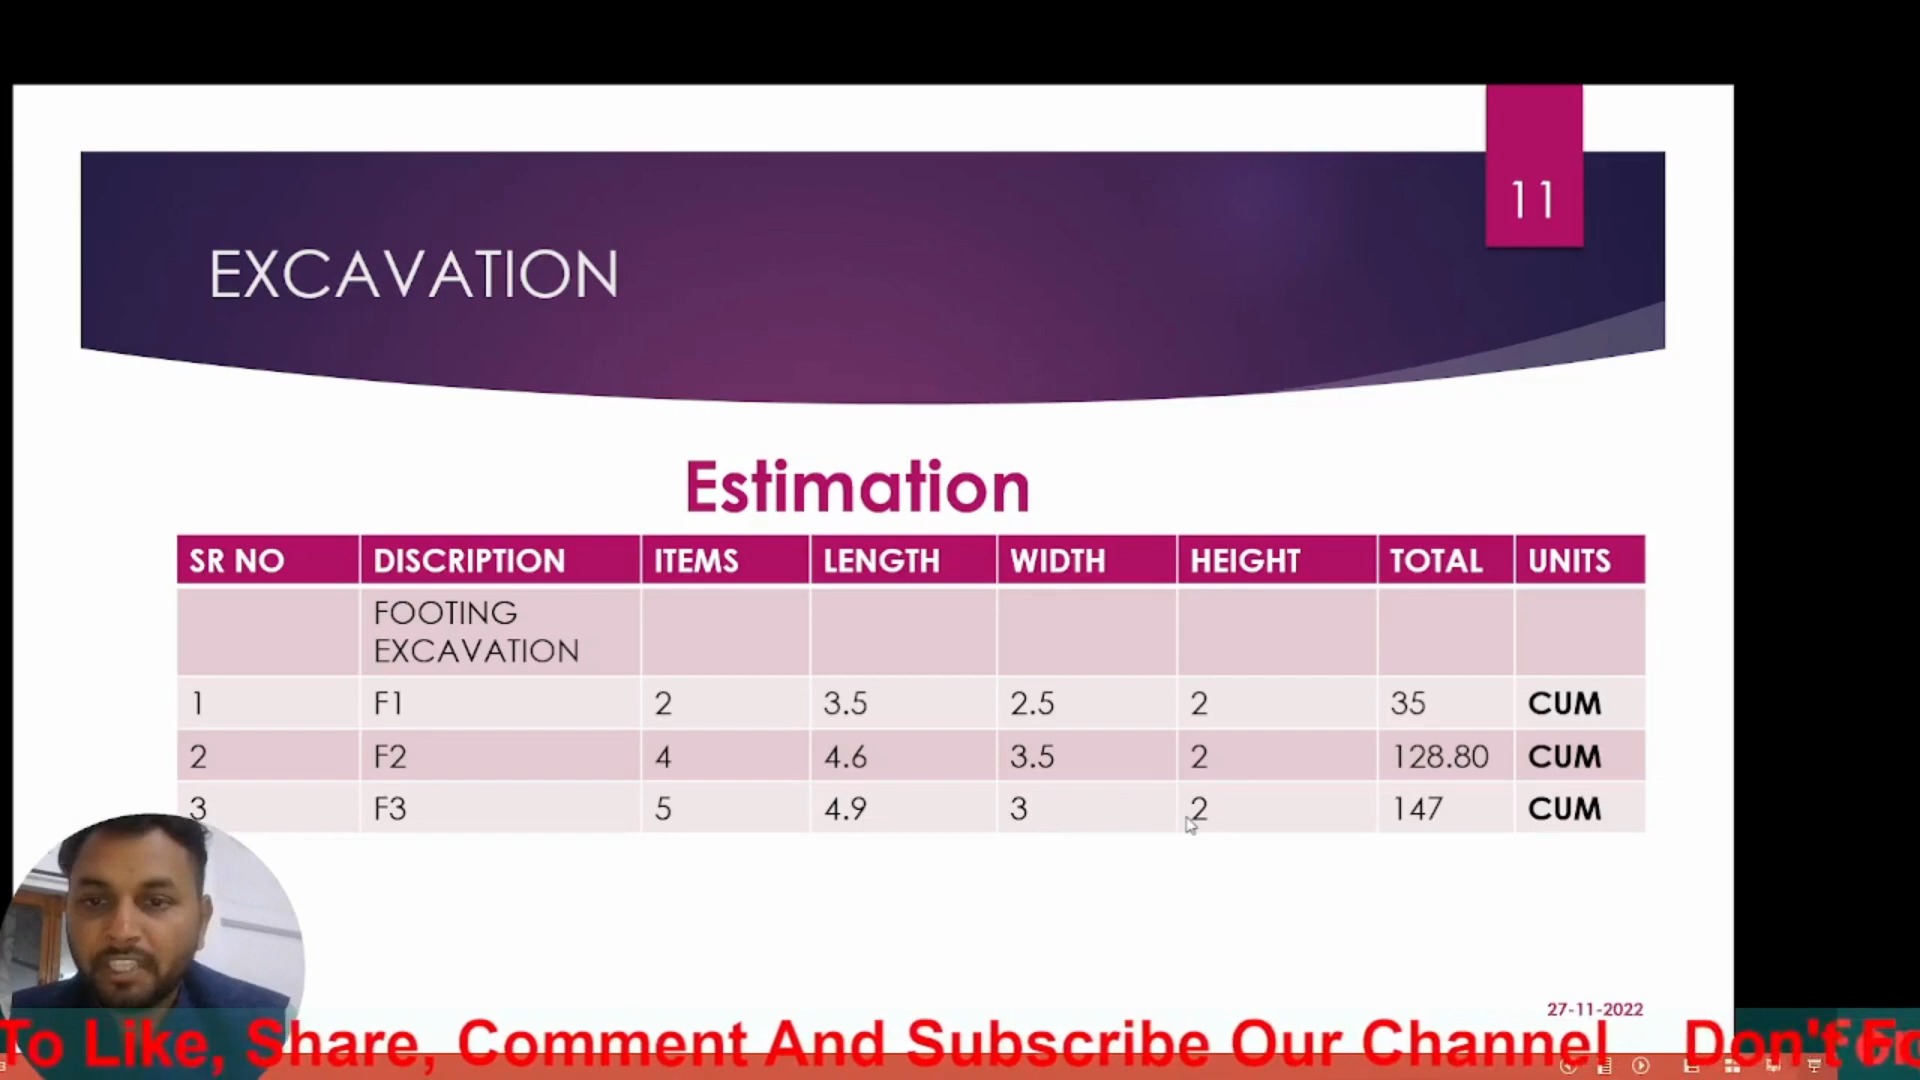 11
EXCAVATION
Estimation
SR NO DISCRIPTION ITEMS LENGTH WIDTH HEIGHT TOTAL UNITS
FOOTING
EXCAVATION
1 F1 2 3.5 2.5 2 35 CUM
2 F2 4 4.6 3.5 2 128.80 CUM
3 F3 5 4.9 3 2 147 CUM
27-11-2022
To Like, Share, Comment And Subscribe Our Channel Don't Fo